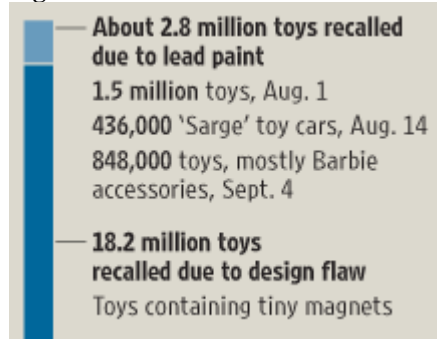 About 2.8 million toys recalled
due to lead paint
1.5 million toys, Aug. 1
436,000 ‘Sarge’ toy cars, Aug. 14
848,000 toys, mostly Barbie
accessories, Sept. 4
18.2 million toys
recalled due to design flaw
Toys containing tiny magnets